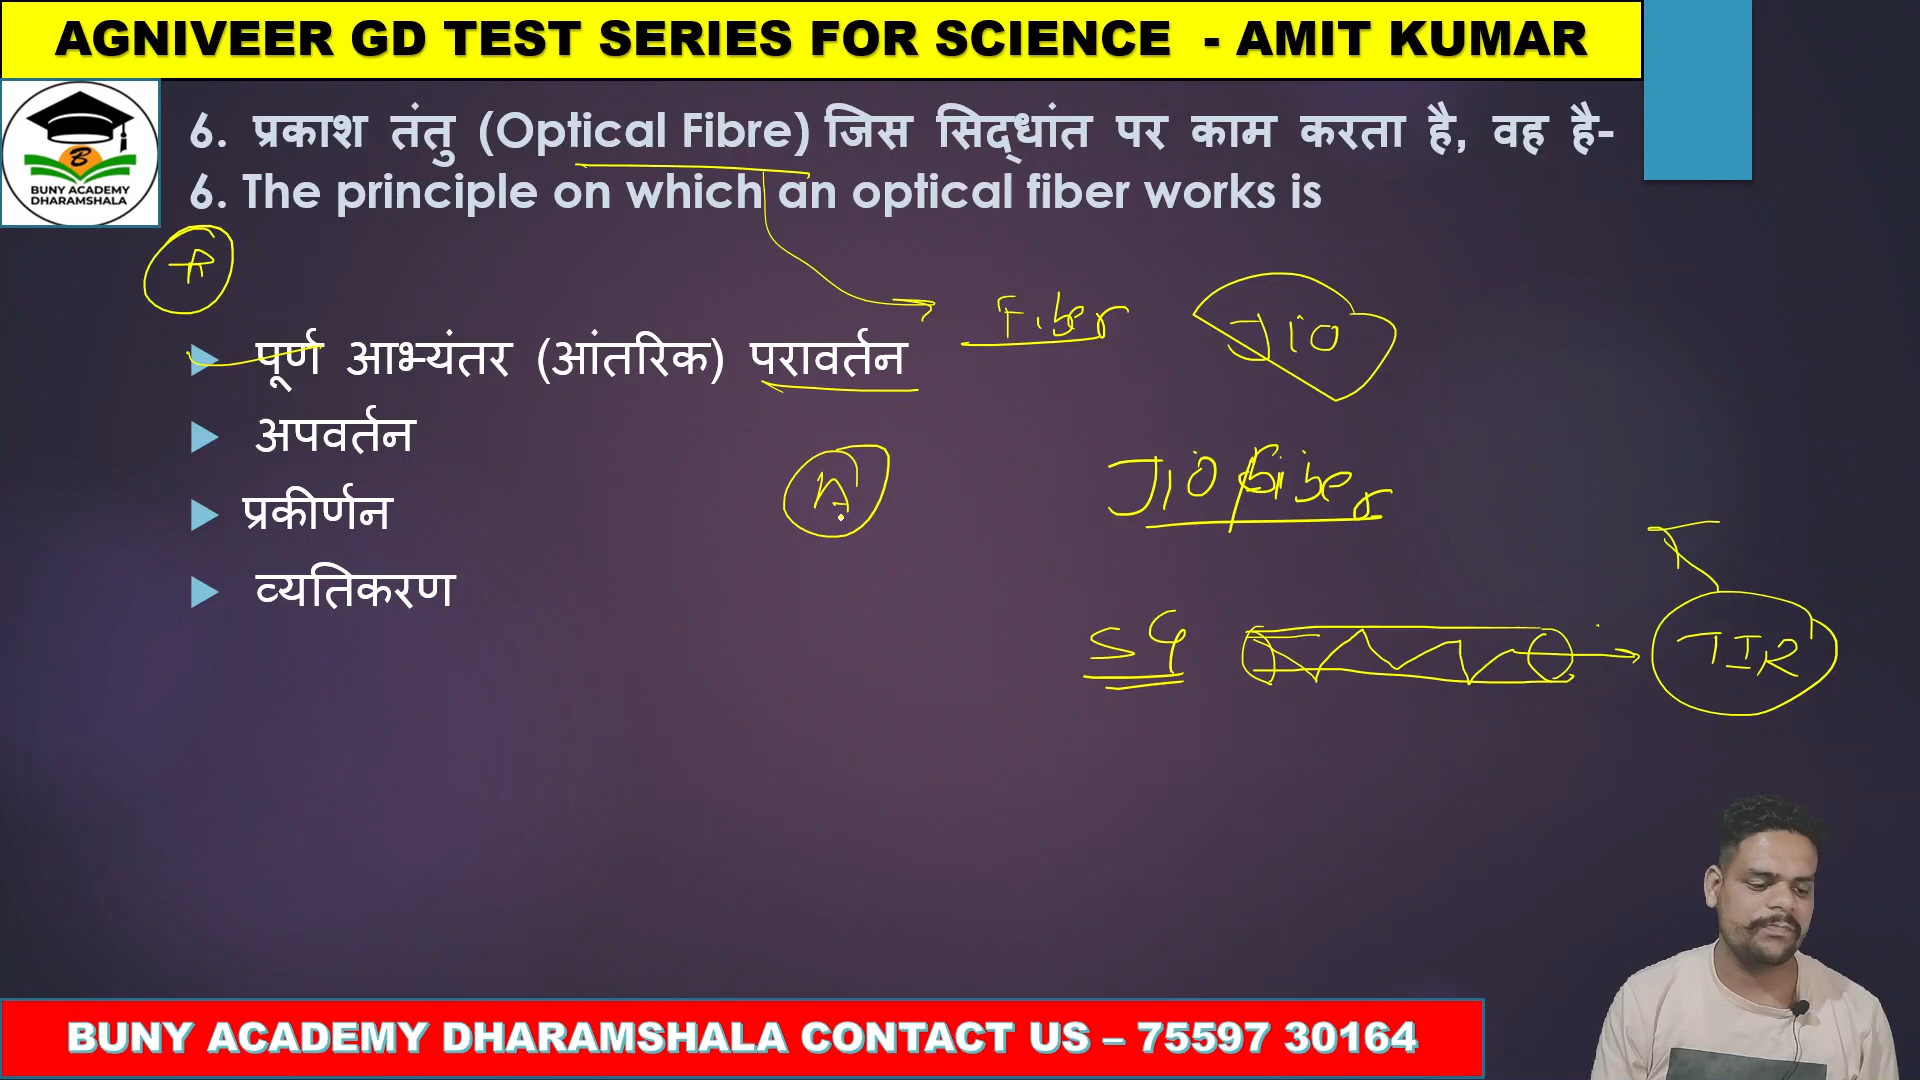 AGNIVEER GD TEST SERIES FOR SCIENCE - AMIT KUMAR
BUNY ACADEMY
DHARAMSHALA
6. प्रकाश तंतु (Optical Fibre) जिस सिद्धांत पर काम करता है, वह है-
6. The principle on which an optical fiber works is
R
Fiber
JIO
पूर्ण आभ्यंतर (आंतरिक) परावर्तन
अपवर्तन
A
JIO fiber
प्रकीर्णन
व्यतिकरण
TIR
BUNY ACADEMY DHARAMSHALA CONTACT US – 75597 30164